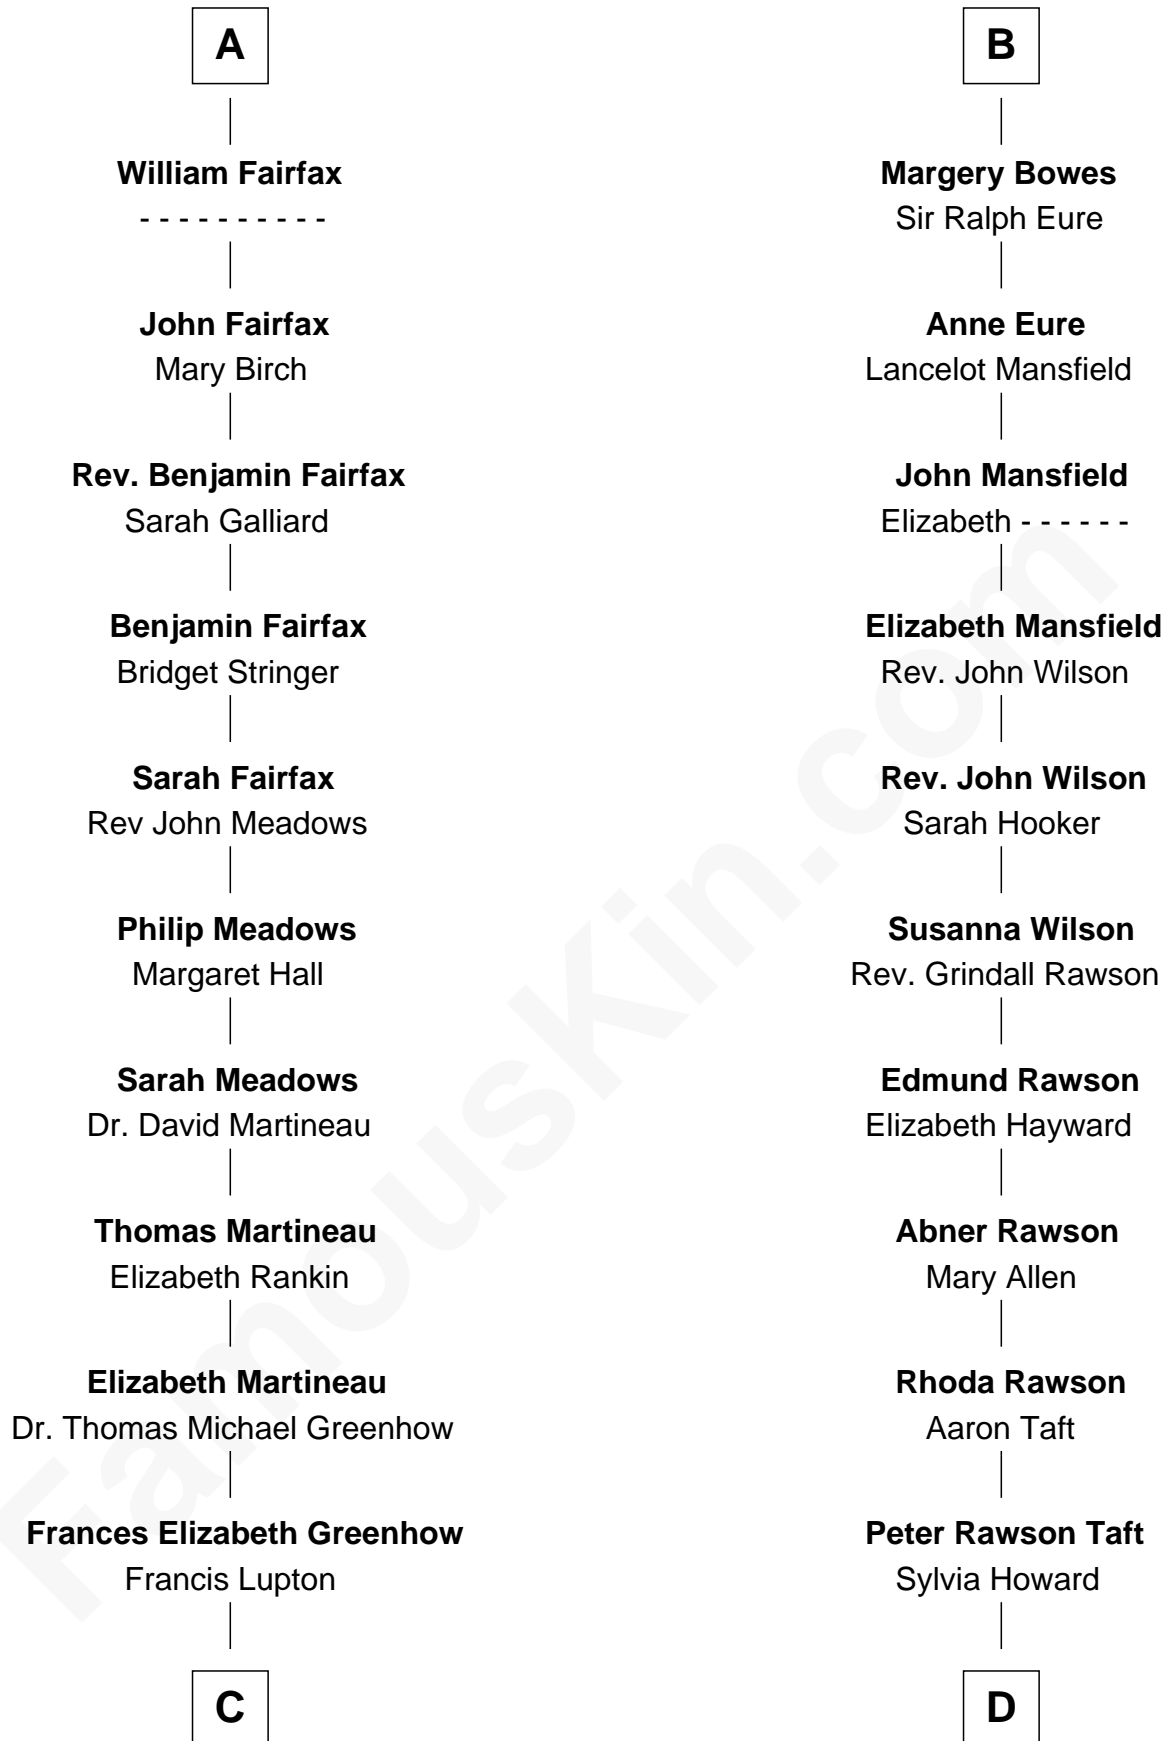 A
William Fairfax
- - - - - - - - - -
John Fairfax
Mary Birch
Rev. Benjamin Fairfax
Sarah Galliard
Benjamin Fairfax
Bridget Stringer
Sarah Fairfax
Rev John Meadows
Philip Meadows
Margaret Hall
Sarah Meadows
Dr. David Martineau
Thomas Martineau
Elizabeth Rankin
Elizabeth Martineau
Dr. Thomas Michael Greenhow
Frances Elizabeth Greenhow
Francis Lupton
C
B
Margery Bowes
Sir Ralph Eure
Anne Eure
Lancelot Mansfield
John Mansfield
Elizabeth - - - - - -
Elizabeth Mansfield
Rev. John Wilson
Rev. John Wilson
Sarah Hooker
Susanna Wilson
Rev. Grindall Rawson
Edmund Rawson
Elizabeth Hayward
Abner Rawson
Mary Allen
Rhoda Rawson
Aaron Taft
Peter Rawson Taft
Sylvia Howard
D
FamousKin.com